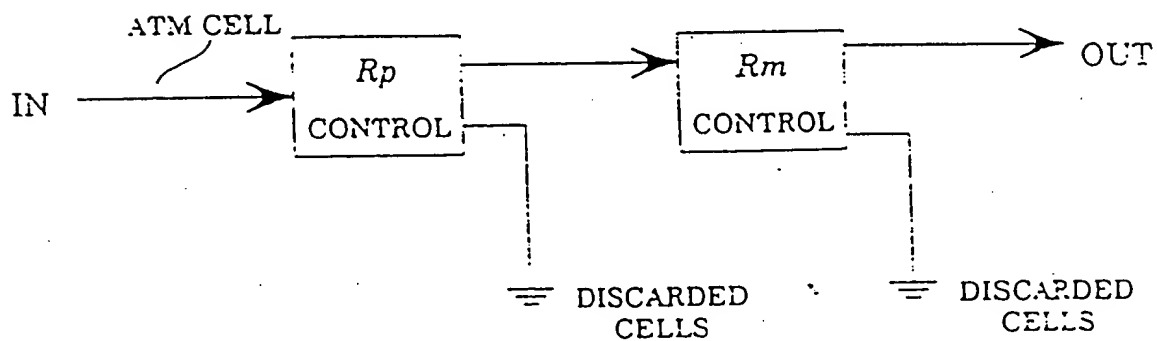 ATM CELL
IN
Rp
CONTROL
Rm
CONTROL
OUT
DISCARDED
CELLS
DISCARDED
CELLS